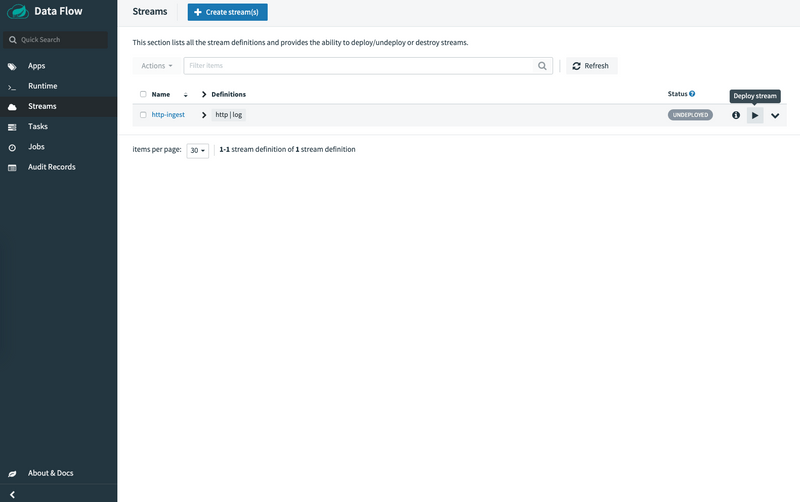 Data Flow
Quick Search
Apps
Runtime
Streams
Tasks
Jobs
Audit Records
About & Docs
Streams
Create stream(s)
This section lists all the stream definitions and provides the ability to deploy/undeploy or destroy streams.
Actions Filter items Refresh
Deploy stream
Name Definitions Status ?
http-ingest http | log UNDEPLOYED
items per page: 30 1-1 stream definition of 1 stream definition